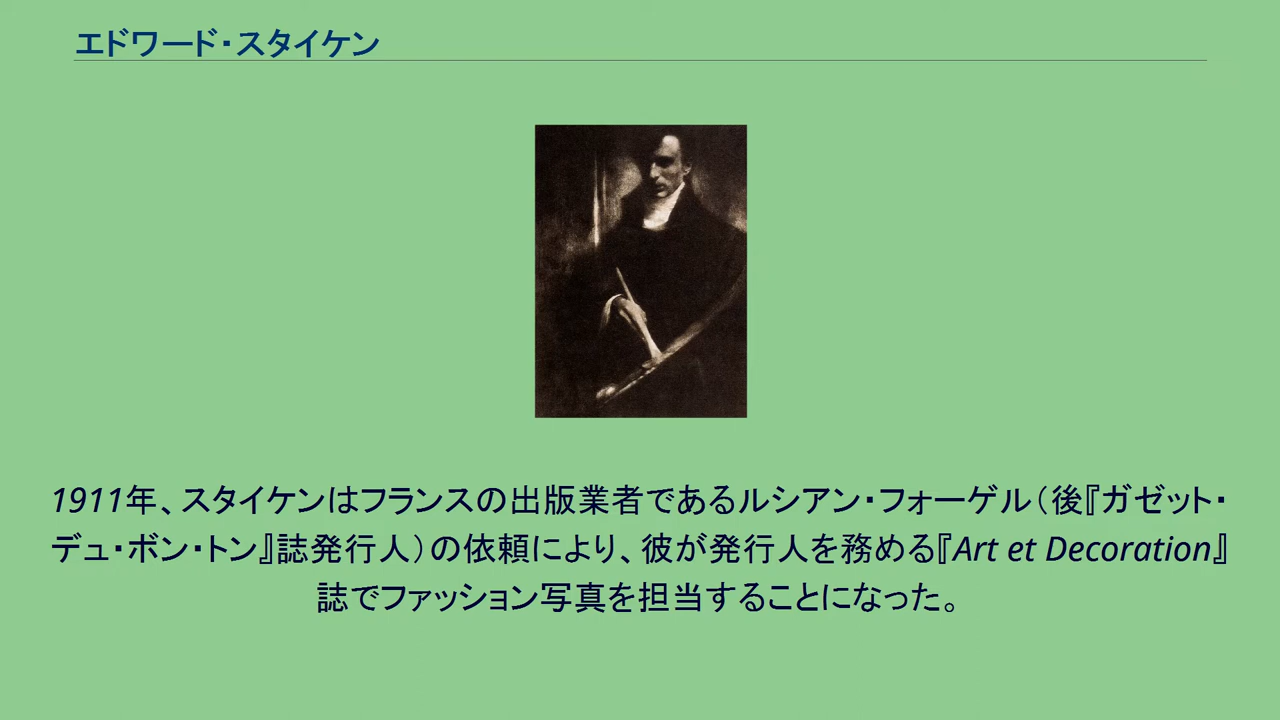 エドワード・スタイケン
1911年、スタイケンはフランスの出版業者であるルシアン・フォーゲル（後『ガゼット・
デュ・ボン・トン』誌発行人）の依頼により、彼が発行人を務める『Art et Decoration』
誌でファッション写真を担当することになった。